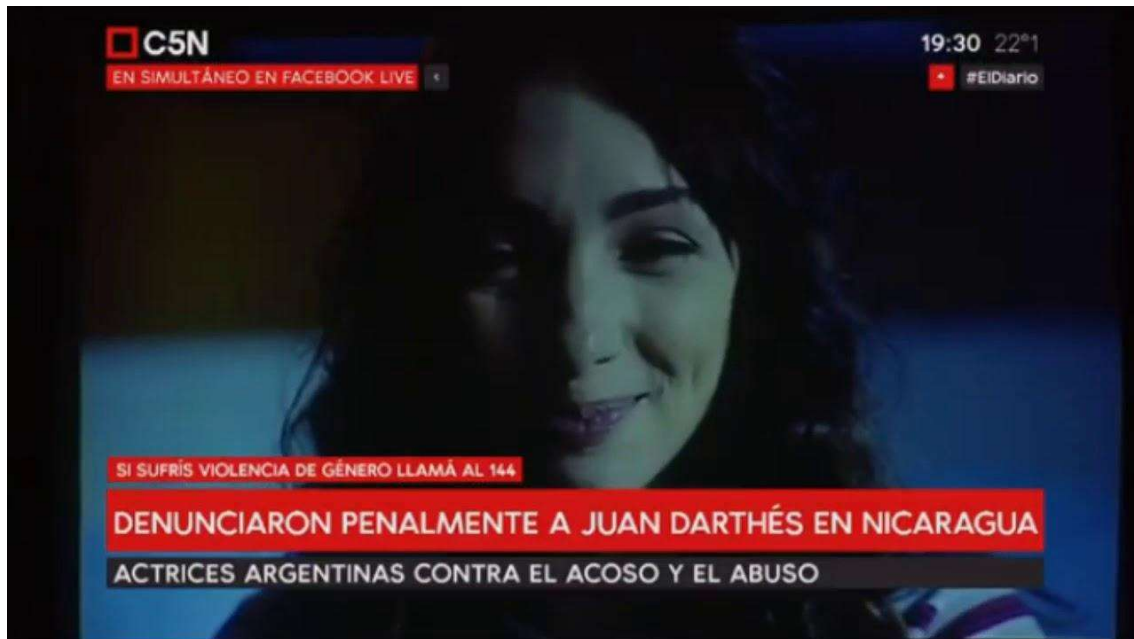 C5N
19:30 22°1
EN SIMULTÁNEO EN FACEBOOK LIVE
#ElDiario
SI SUFRÍS VIOLENCIA DE GÉNERO LLAMÁ AL 144
DENUNCIARON PENALMENTE A JUAN DARTHÉS EN NICARAGUA
ACTRICES ARGENTINAS CONTRA EL ACOSO Y EL ABUSO